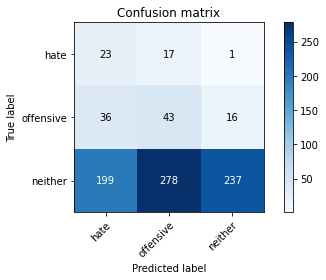 Confusion matrix
True label
hate 23 17 1
offensive 36 43 16
neither 199 278 237
hate offensive neither
Predicted label
250
200
150
100
50